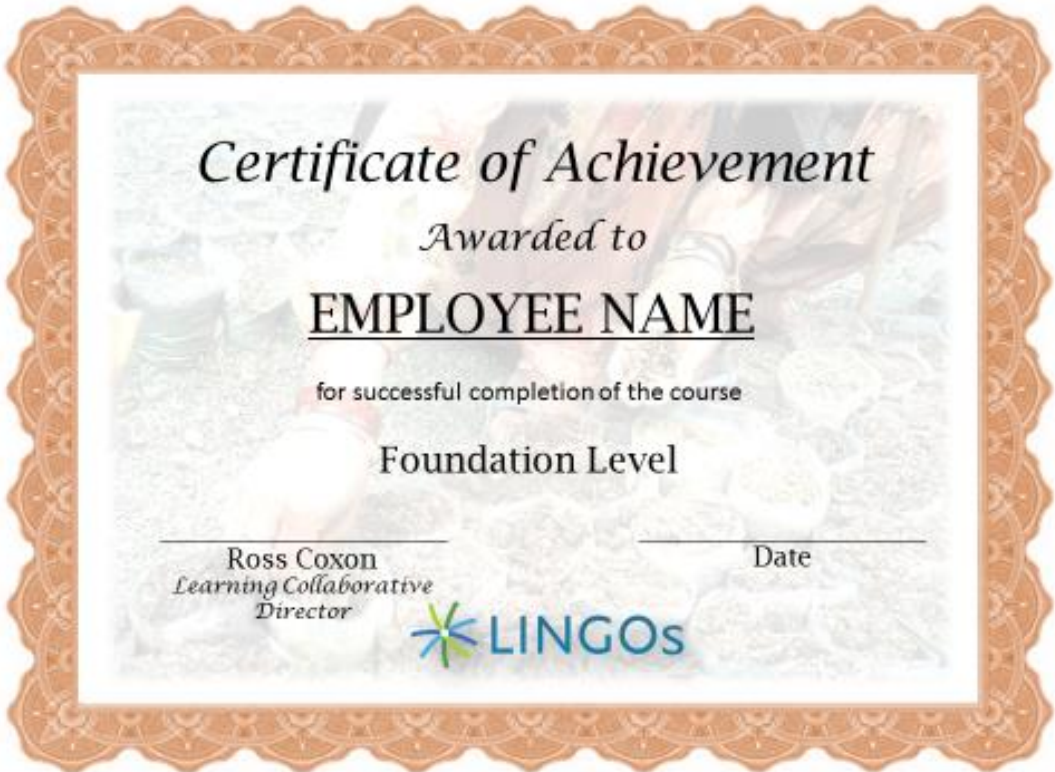 Certificate of Achievement
Awarded to
EMPLOYEE NAME
for successful completion of the course
Foundation Level
Ross Coxon
Learning Collaborative
Director
Date
LINGOs